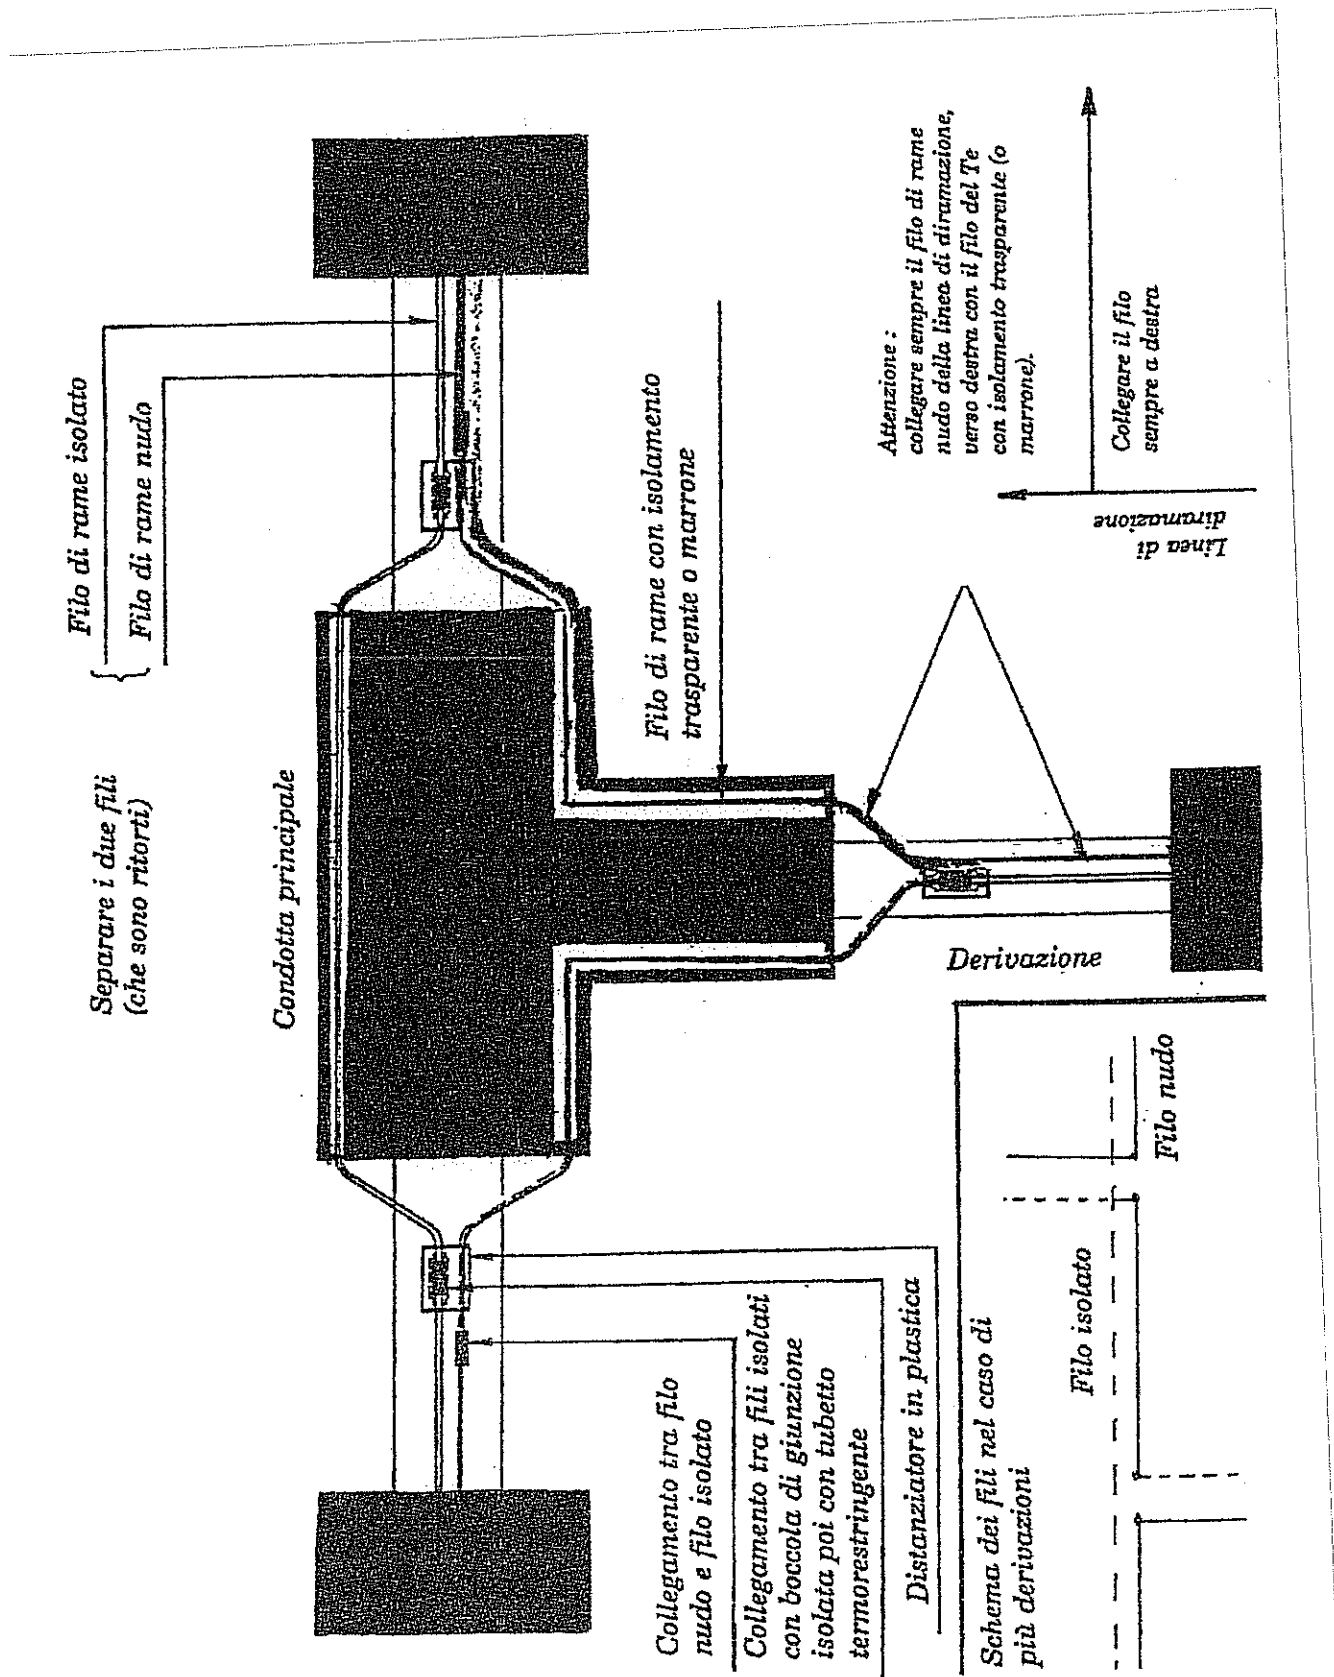 Separare i due fili
(che sono ritorti)
{
Filo di rame isolato
Filo di rame nudo
Condotta principale
Filo di rame con isolamento
trasparente o marrone
Attenzione :
collegare sempre il filo di rame
nudo della linea di diramazione,
verso destra con il filo del Te
con isolamento trasparente (o
marrone).
Collegare il filo
sempre a destra
Linea di
diramazione
Derivazione
Collegamento tra filo
nudo e filo isolato
Collegamento tra fili isolati
con boccola di giunzione
isolata poi con tubetto
termorestringente
Distanziatore in plastica
Schema dei fili nel caso di
più derivazioni
Filo isolato
Filo nudo